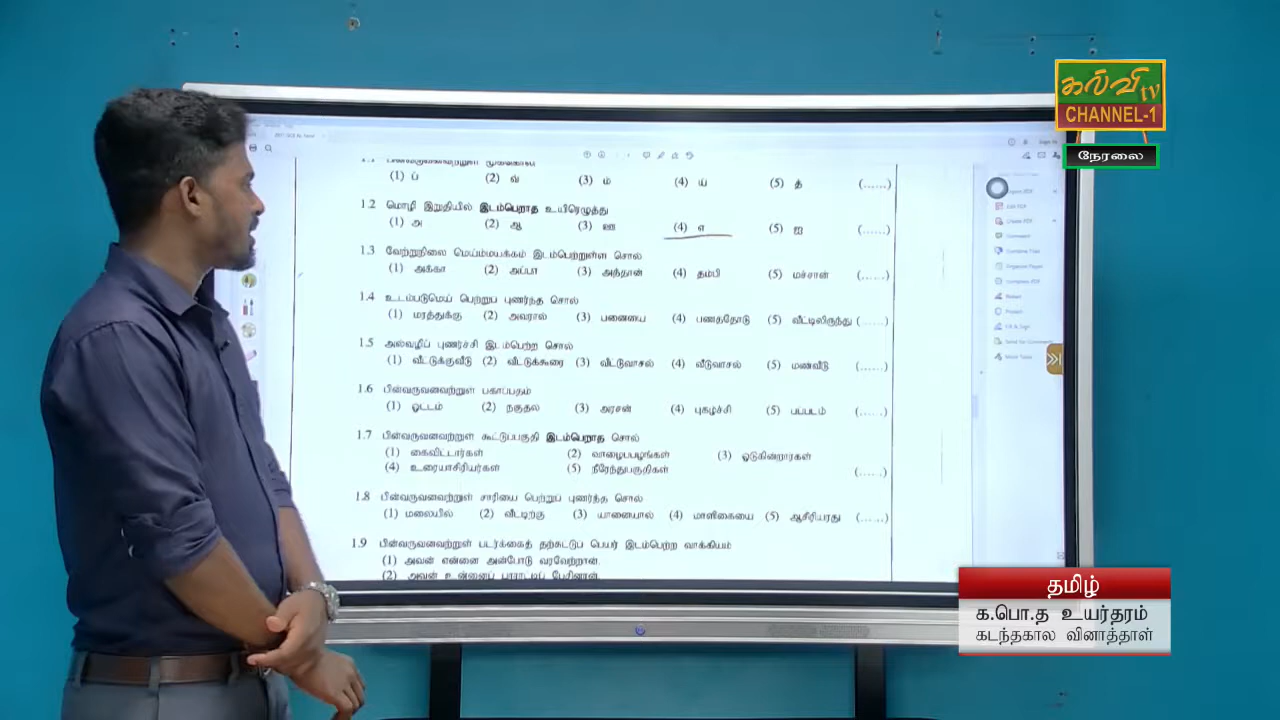 கல்வி tv
CHANNEL-1
நேரலை
(1) ப் (2) வ் (3) ம் (4) ய் (5) த் (......)
1.2 மொழி இறுதியில் இடம்பெறாத உயிரெழுத்து
(1) அ (2) ஆ (3) ஊ (4) எ (5) ஐ (......)
1.3 வேற்றுநிலை மெய்ம்மயக்கம் இடம்பெற்றுள்ள சொல்
(1) அக்கா (2) அப்பா (3) அத்தான் (4) தம்பி (5) மச்சான் (......)
1.4 உடம்படுமெய் பெற்றுப் புணர்ந்த சொல்
(1) மரத்துக்கு (2) அவரால் (3) பனையை (4) பணத்தோடு (5) வீட்டிலிருந்து (......)
1.5 அல்வழிப் புணர்ச்சி இடம்பெற்ற சொல்
(1) வீட்டுக்குவீடு (2) வீட்டுக்கூரை (3) வீட்டுவாசல் (4) வீடுவாசல் (5) மண்வீடு (......)
1.6 பின்வருவனவற்றுள் பகாப்பதம்
(1) ஓட்டம் (2) நகுதல் (3) அரசன் (4) புகழ்ச்சி (5) பப்படம் (......)
1.7 பின்வருவனவற்றுள் கூட்டுப்பகுதி இடம்பெறாத சொல்
(1) கைவிட்டார்கள் (2) வாழைப்பழங்கள் (3) ஓடுகின்றார்கள்
(4) உரையாசிரியர்கள் (5) நீரேந்துபகுதிகள் (......)
1.8 பின்வருவனவற்றுள் சாரியை பெற்றுப் புணர்ந்த சொல்
(1) மலையில் (2) வீட்டிற்கு (3) யானையால் (4) மாளிகையை (5) ஆசிரியரது (......)
1.9 பின்வருவனவற்றுள் படர்க்கைத் தற்சுட்டுப் பெயர் இடம்பெற்ற வாக்கியம்
(1) அவன் என்னை அன்போடு வரவேற்றான்.
(2) அவன் உன்னைப் பாராட்டிப் பேசினான்.
தமிழ்
க.பொ.த உயர்தரம்
கடந்தகால வினாத்தாள்